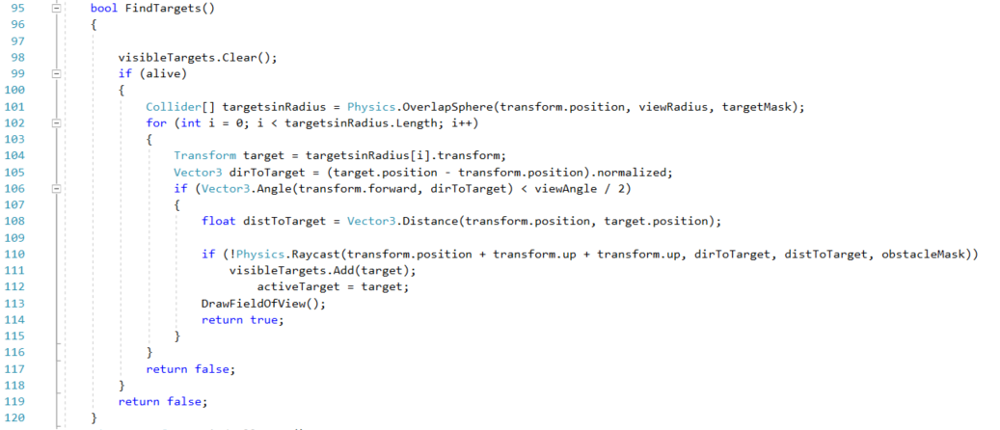 95 bool FindTargets()
96 {
97
98 visibleTargets.Clear();
99 if (alive)
100 {
101 Collider[] targetsinRadius = Physics.OverlapSphere(transform.position, viewRadius, targetMask);
102 for (int i = 0; i < targetsinRadius.Length; i++)
103 {
104 Transform target = targetsinRadius[i].transform;
105 Vector3 dirToTarget = (target.position - transform.position).normalized;
106 if (Vector3.Angle(transform.forward, dirToTarget) < viewAngle / 2)
107 {
108 float distToTarget = Vector3.Distance(transform.position, target.position);
109
110 if (!Physics.Raycast(transform.position + transform.up + transform.up, dirToTarget, distToTarget, obstacleMask))
111 visibleTargets.Add(target);
112 activeTarget = target;
113 DrawFieldOfView();
114 return true;
115 }
116 }
117 return false;
118 }
119 return false;
120 }